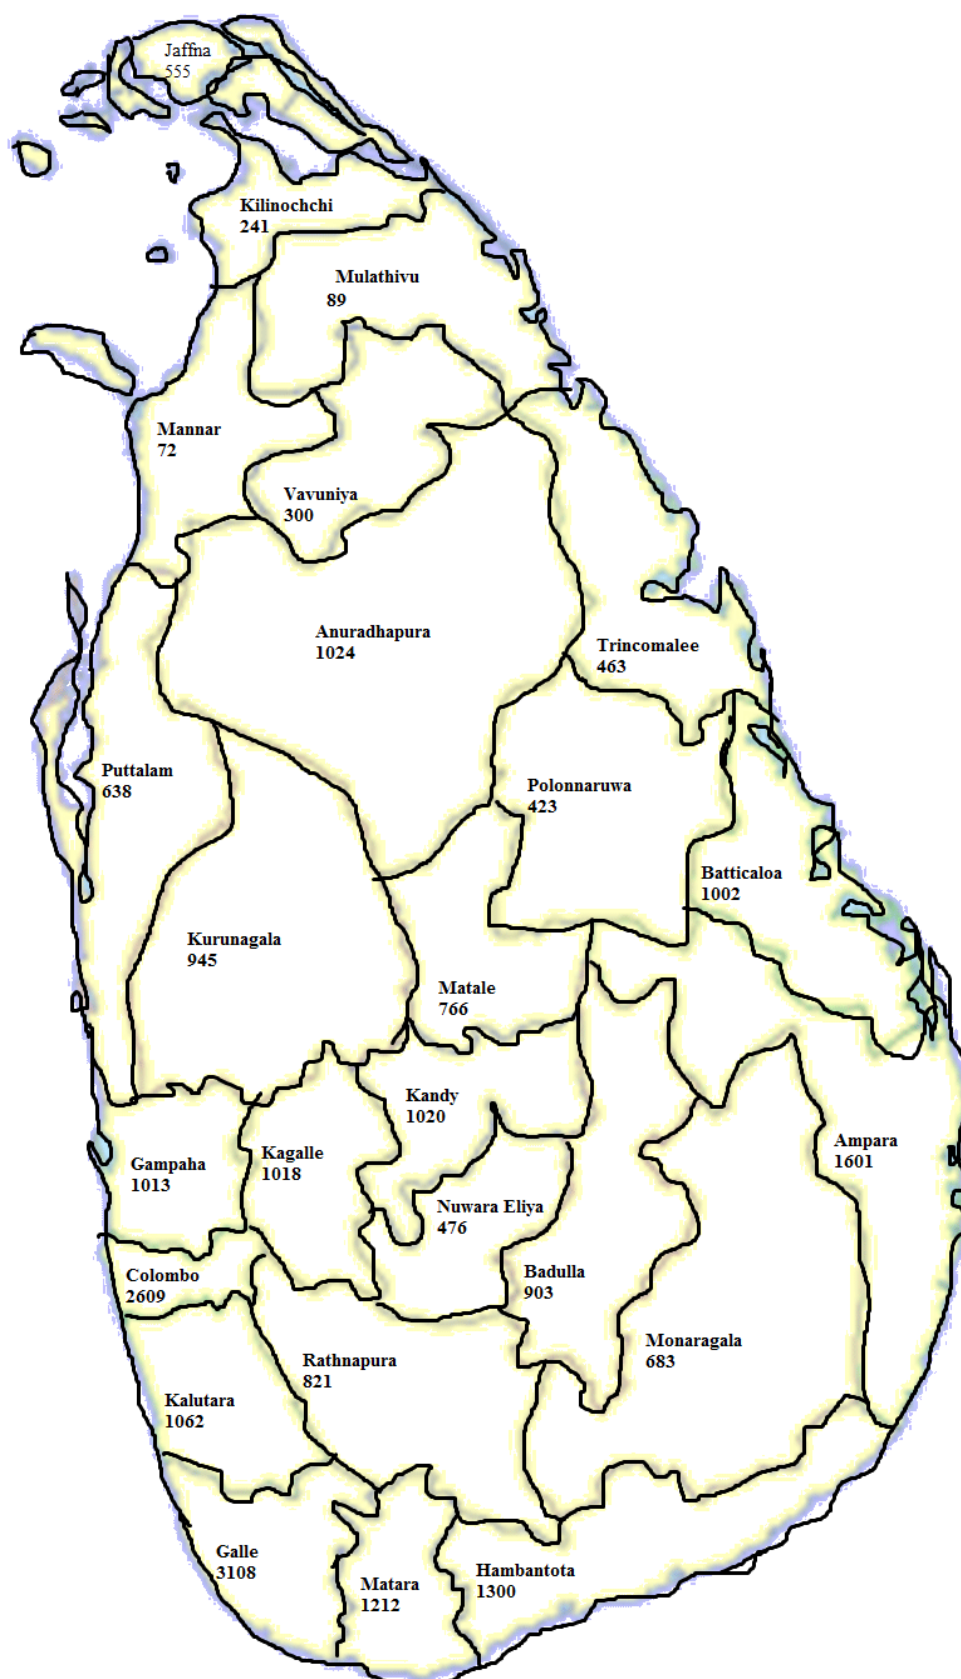 Jaffna
555
Kilinochchi
241
Mulathivu
89
Mannar
72
Vavuniya
300
Anuradhapura
1024
Trincomalee
463
Puttalam
638
Polonnaruwa
423
Batticaloa
1002
Kurunagala
945
Matale
766
Kandy
1020
Ampara
1601
Gampaha
1013
Kagalle
1018
Nuwara Eliya
476
Colombo
2609
Badulla
903
Monaragala
683
Rathnapura
821
Kalutara
1062
Galle
3108
Matara
1212
Hambantota
1300